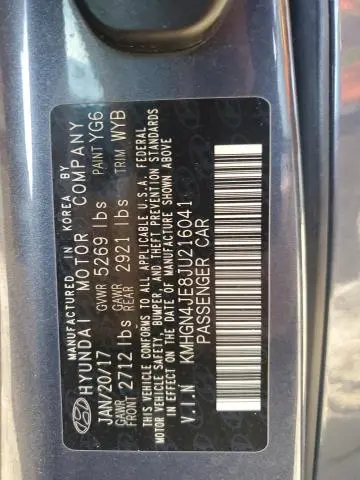 MANUFACTURED IN KOREA BY
HYUNDAI MOTOR COMPANY
JAN/20/17 GVWR 5269 lbs PAINT YG6
GAWR FRONT 2712 lbs GAWR REAR 2921 lbs TRIM WYB
THIS VEHICLE CONFORMS TO ALL APPLICABLE U.S.A. FEDERAL
MOTOR VEHICLE SAFETY, BUMPER, AND THEFT PREVENTION STANDARDS
IN EFFECT ON THE DATE OF MANUFACTURE SHOWN ABOVE
V.I.N KMHGN4JE8JU216041
PASSENGER CAR